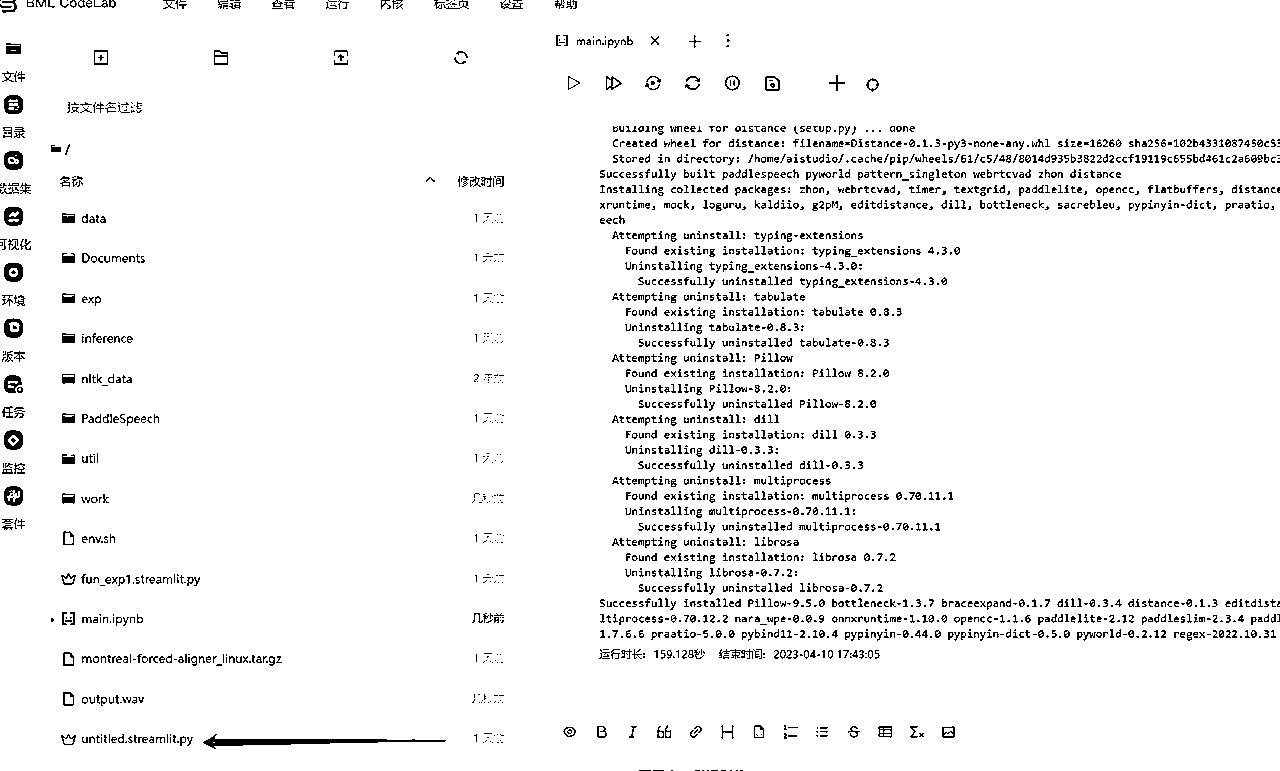 BML CodeLab
文件 编辑 查看 运行 内核 标签页 设置 帮助
文件
目录
数据集
可视化
环境
版本
任务
监控
套件
按文件名过滤
/
名称 修改时间
data 1 天前
Documents 1 天前
exp 1 天前
inference 1 天前
nltk_data 2 年前
PaddleSpeech 1 天前
util 1 天前
work 几秒前
env.sh 1 天前
fun_exp1.streamlit.py 1 天前
main.ipynb 几秒前
montreal-forced-aligner_linux.tar.gz 1 天前
output.wav
untitled.streamlit.py 1 天前
main.ipynb
Building wheel for distance (setup.py) ... done
Created wheel for distance: filename=Distance-0.1.3-py3-none-any.whl size=16260 sha256=102b4331087450c53
Stored in directory: /home/aistudio/.cache/pip/wheels/61/c5/48/8014d935b3822d2ccf19119c655bd461c2a609bc3
Successfully built paddlespeech pyworld pattern_singleton webrtcvad zhon distance
Installing collected packages: zhon, webrtcvad, timer, textgrid, paddlelite, opencc, flatbuffers, distance
xruntime, mock, loguru, kaldiio, g2pM, editdistance, dill, bottleneck, sacrebleu, pypinyin-dict, praatio,
eech
Attempting uninstall: typing-extensions
Found existing installation: typing_extensions 4.3.0
Uninstalling typing_extensions-4.3.0:
Successfully uninstalled typing_extensions-4.3.0
Attempting uninstall: tabulate
Found existing installation: tabulate 0.8.3
Uninstalling tabulate-0.8.3:
Successfully uninstalled tabulate-0.8.3
Attempting uninstall: Pillow
Found existing installation: Pillow 8.2.0
Uninstalling Pillow-8.2.0:
Successfully uninstalled Pillow-8.2.0
Attempting uninstall: dill
Found existing installation: dill 0.3.3
Uninstalling dill-0.3.3:
Successfully uninstalled dill-0.3.3
Attempting uninstall: multiprocess
Found existing installation: multiprocess 0.70.11.1
Uninstalling multiprocess-0.70.11.1:
Successfully uninstalled multiprocess-0.70.11.1
Attempting uninstall: librosa
Found existing installation: librosa 0.7.2
Uninstalling librosa-0.7.2:
Successfully uninstalled librosa-0.7.2
Successfully installed Pillow-9.5.0 bottleneck-1.3.7 braceexpand-0.1.7 dill-0.3.4 distance-0.1.3 editdista
ltiprocess-0.70.12.2 nara_wpe-0.0.9 onnxruntime-1.10.0 opencc-1.1.6 paddlelite-2.12 paddleslim-2.3.4 paddl
1.7.6.6 praatio-5.0.0 pybind11-2.10.4 pypinyin-0.44.0 pypinyin-dict-0.5.0 pyworld-0.2.12 regex-2022.10.31
运行时长: 159.128秒 结束时间: 2023-04-10 17:43:05